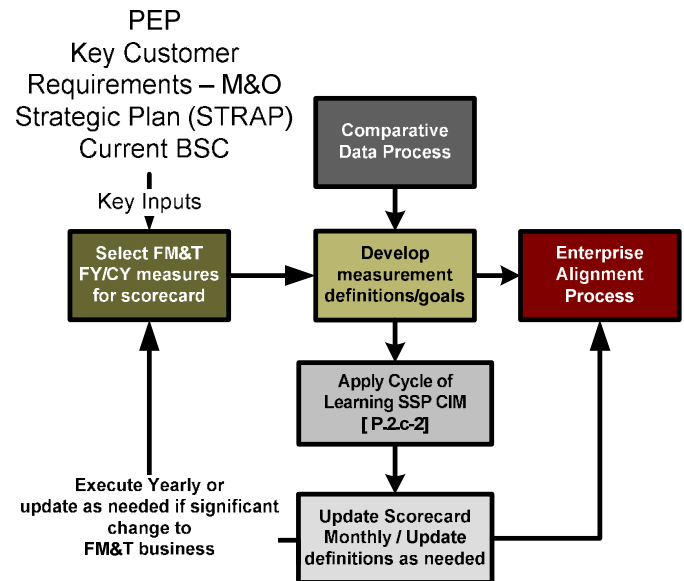 PEP
Key Customer
Requirements – M&O
Strategic Plan (STRAP)
Current BSC
Key Inputs
Comparative
Data Process
Select FM&T
FY/CY measures
for scorecard
Develop
measurement
definitions/goals
Enterprise
Alignment
Process
Apply Cycle of
Learning SSP CIM
[ P.2.c-2]
Execute Yearly or
update as needed if significant
change to
FM&T business
Update Scorecard
Monthly / Update
definitions as needed